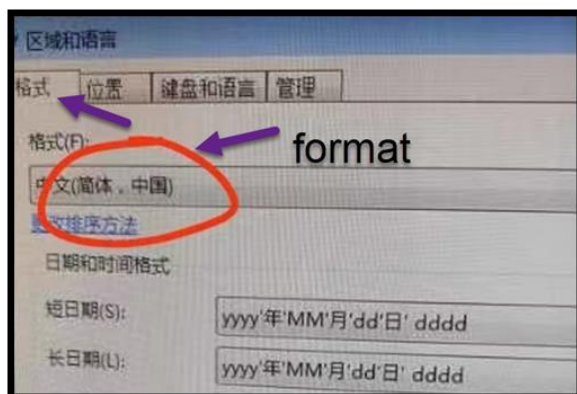 区域和语言
格式 位置 键盘和语言 管理
格式(F): format
中文(简体，中国)
更改排序方法
日期和时间格式
短日期(S): yyyy'年'MM'月'dd'日' dddd
长日期(L): yyyy'年'MM'月'dd'日' dddd